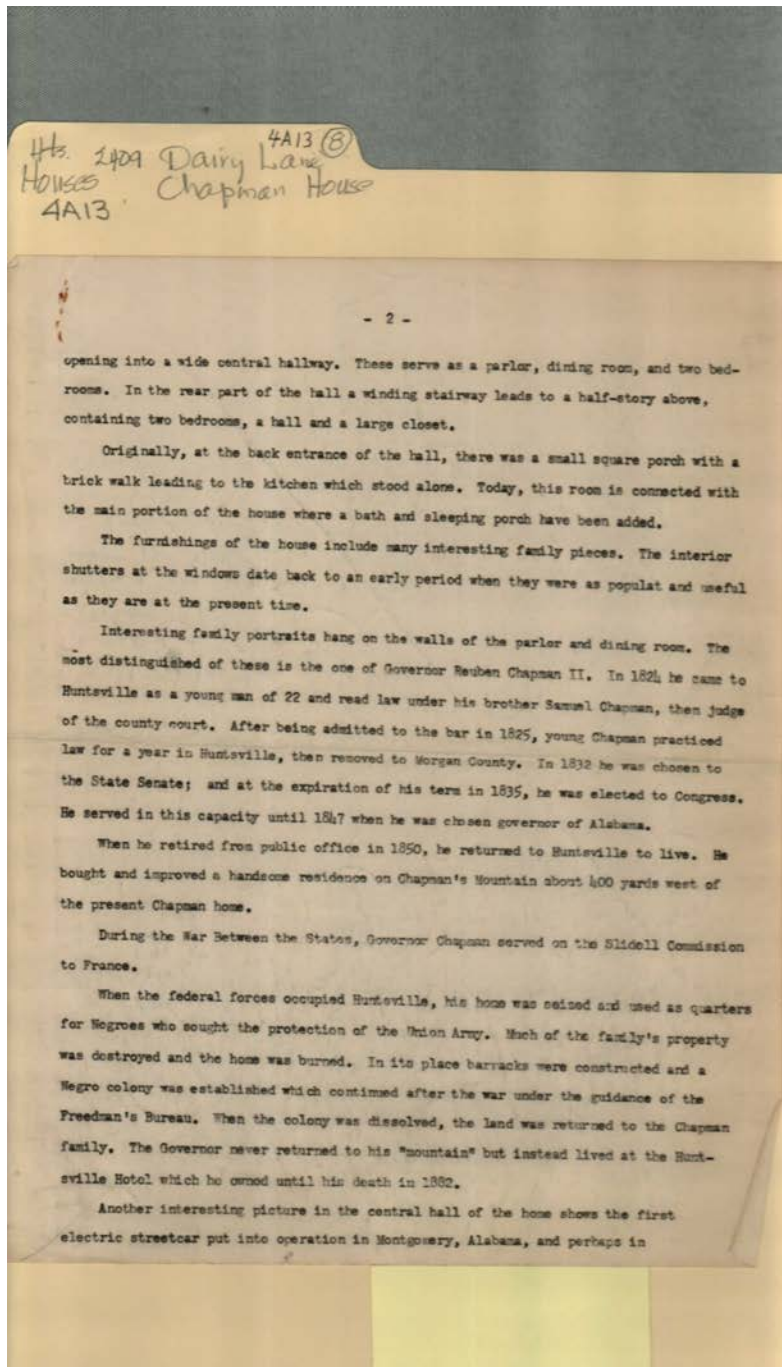 4A13 (8)
Hts. 2409 Dairy Lane
Houses Chapman House
4A13
- 2 -
opening into a wide central hallway. These serve as a parlor, dining room, and two bed-
rooms. In the rear part of the hall a winding stairway leads to a half-story above,
containing two bedrooms, a hall and a large closet.
Originally, at the back entrance of the hall, there was a small square porch with a
brick walk leading to the kitchen which stood alone. Today, this room is connected with
the main portion of the house where a bath and sleeping porch have been added.
The furnishings of the house include many interesting family pieces. The interior
shutters at the windows date back to an early period when they were as populat and useful
as they are at the present time.
Interesting family portraits hang on the walls of the parlor and dining room. The
most distinguished of these is the one of Governor Reuben Chapman II. In 1824 he came to
Huntsville as a young man of 22 and read law under his brother Samuel Chapman, then judge
of the county court. After being admitted to the bar in 1825, young Chapman practiced
law for a year in Huntsville, then removed to Morgan County. In 1832 he was chosen to
the State Senate; and at the expiration of his term in 1835, he was elected to Congress.
He served in this capacity until 1847 when he was chosen governor of Alabama.
When he retired from public office in 1850, he returned to Huntsville to live. He
bought and improved a handsome residence on Chapman's Mountain about 400 yards west of
the present Chapman home.
During the War Between the States, Governor Chapman served on the Slidell Commission
to France.
When the federal forces occupied Huntsville, his home was seized and used as quarters
for Negroes who sought the protection of the Union Army. Much of the family's property
was destroyed and the home was burned. In its place barracks were constructed and a
Negro colony was established which continued after the war under the guidance of the
Freedman's Bureau. When the colony was dissolved, the land was returned to the Chapman
family. The Governor never returned to his "mountain" but instead lived at the Hunt-
sville Hotel which he owned until his death in 1882.
Another interesting picture in the central hall of the home shows the first
electric streetcar put into operation in Montgomery, Alabama, and perhaps in